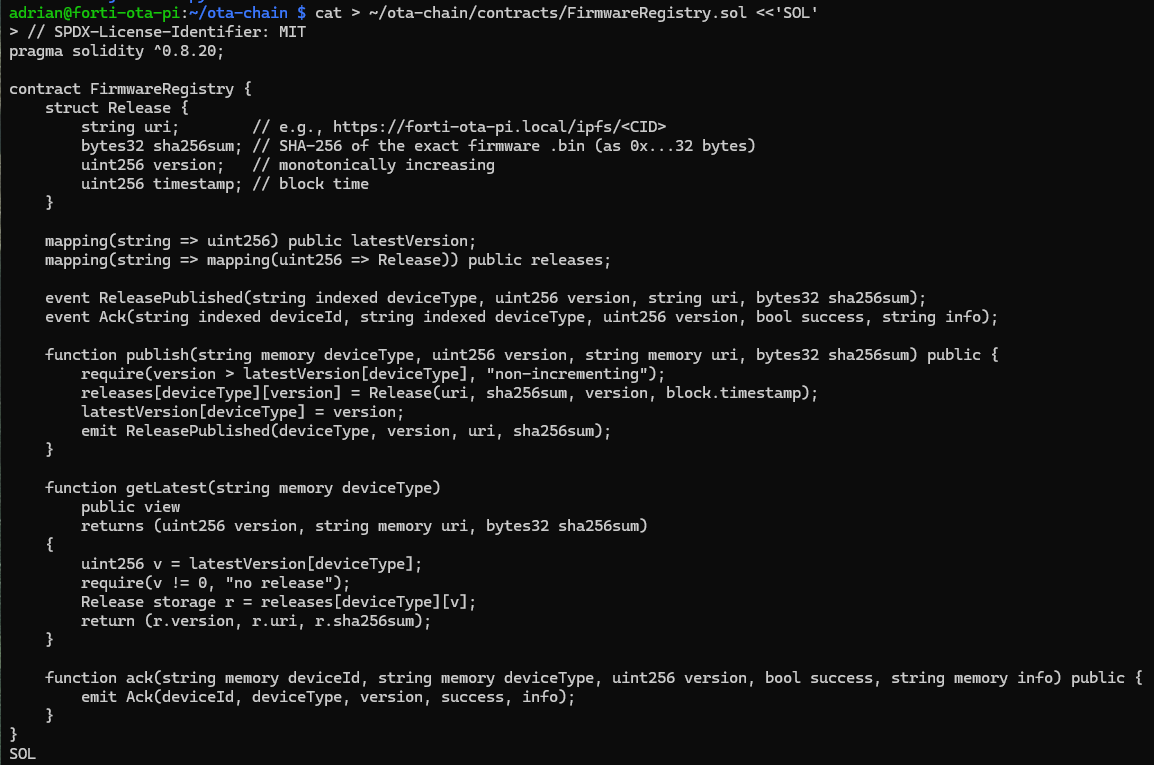 adrian@forti-ota-pi:~/ota-chain $ cat > ~/ota-chain/contracts/FirmwareRegistry.sol <<'SOL'
> // SPDX-License-Identifier: MIT
pragma solidity ^0.8.20;

contract FirmwareRegistry {
    struct Release {
        string uri;        // e.g., https://forti-ota-pi.local/ipfs/<CID>
        bytes32 sha256sum; // SHA-256 of the exact firmware .bin (as 0x...32 bytes)
        uint256 version;   // monotonically increasing
        uint256 timestamp; // block time
    }

    mapping(string => uint256) public latestVersion;
    mapping(string => mapping(uint256 => Release)) public releases;

    event ReleasePublished(string indexed deviceType, uint256 version, string uri, bytes32 sha256sum);
    event Ack(string indexed deviceId, string indexed deviceType, uint256 version, bool success, string info);

    function publish(string memory deviceType, uint256 version, string memory uri, bytes32 sha256sum) public {
        require(version > latestVersion[deviceType], "non-incrementing");
        releases[deviceType][version] = Release(uri, sha256sum, version, block.timestamp);
        latestVersion[deviceType] = version;
        emit ReleasePublished(deviceType, version, uri, sha256sum);
    }

    function getLatest(string memory deviceType)
        public view
        returns (uint256 version, string memory uri, bytes32 sha256sum)
    {
        uint256 v = latestVersion[deviceType];
        require(v != 0, "no release");
        Release storage r = releases[deviceType][v];
        return (r.version, r.uri, r.sha256sum);
    }

    function ack(string memory deviceId, string memory deviceType, uint256 version, bool success, string memory info) public {
        emit Ack(deviceId, deviceType, version, success, info);
    }
}
SOL